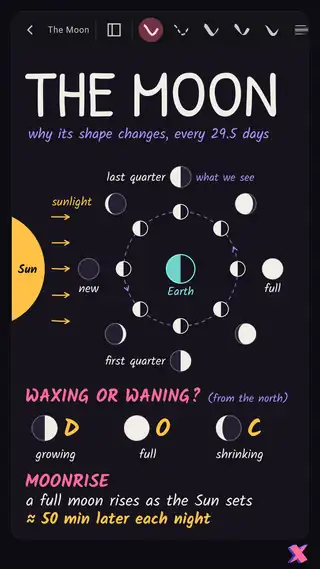 The Moon
THE MOON
why its shape changes, every 29.5 days
last quarter
what we see
sunlight
Sun
new
Earth
full
first quarter
WAXING OR WANING? (from the north)
D O C
growing full shrinking
MOONRISE
a full moon rises as the Sun sets
≈ 50 min later each night